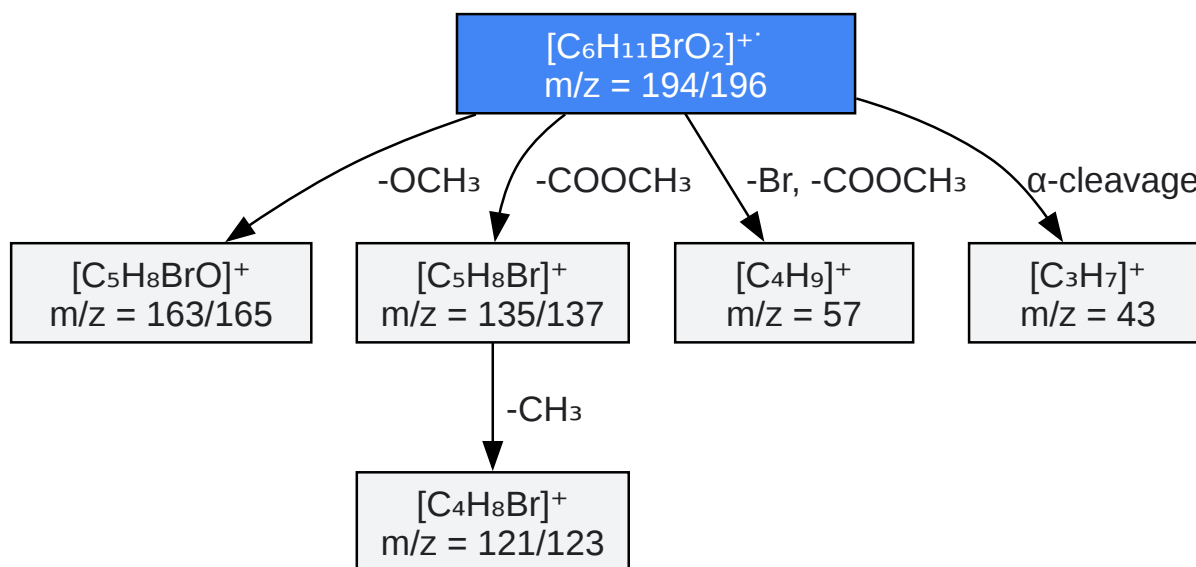 [C₆H₁₁BrO₂]⁺˙
m/z = 194/196
-OCH₃
-COOCH₃
-Br, -COOCH₃
α-cleavage
[C₅H₈BrO]⁺
m/z = 163/165
[C₅H₈Br]⁺
m/z = 135/137
[C₄H₉]⁺
m/z = 57
[C₃H₇]⁺
m/z = 43
-CH₃
[C₄H₈Br]⁺
m/z = 121/123